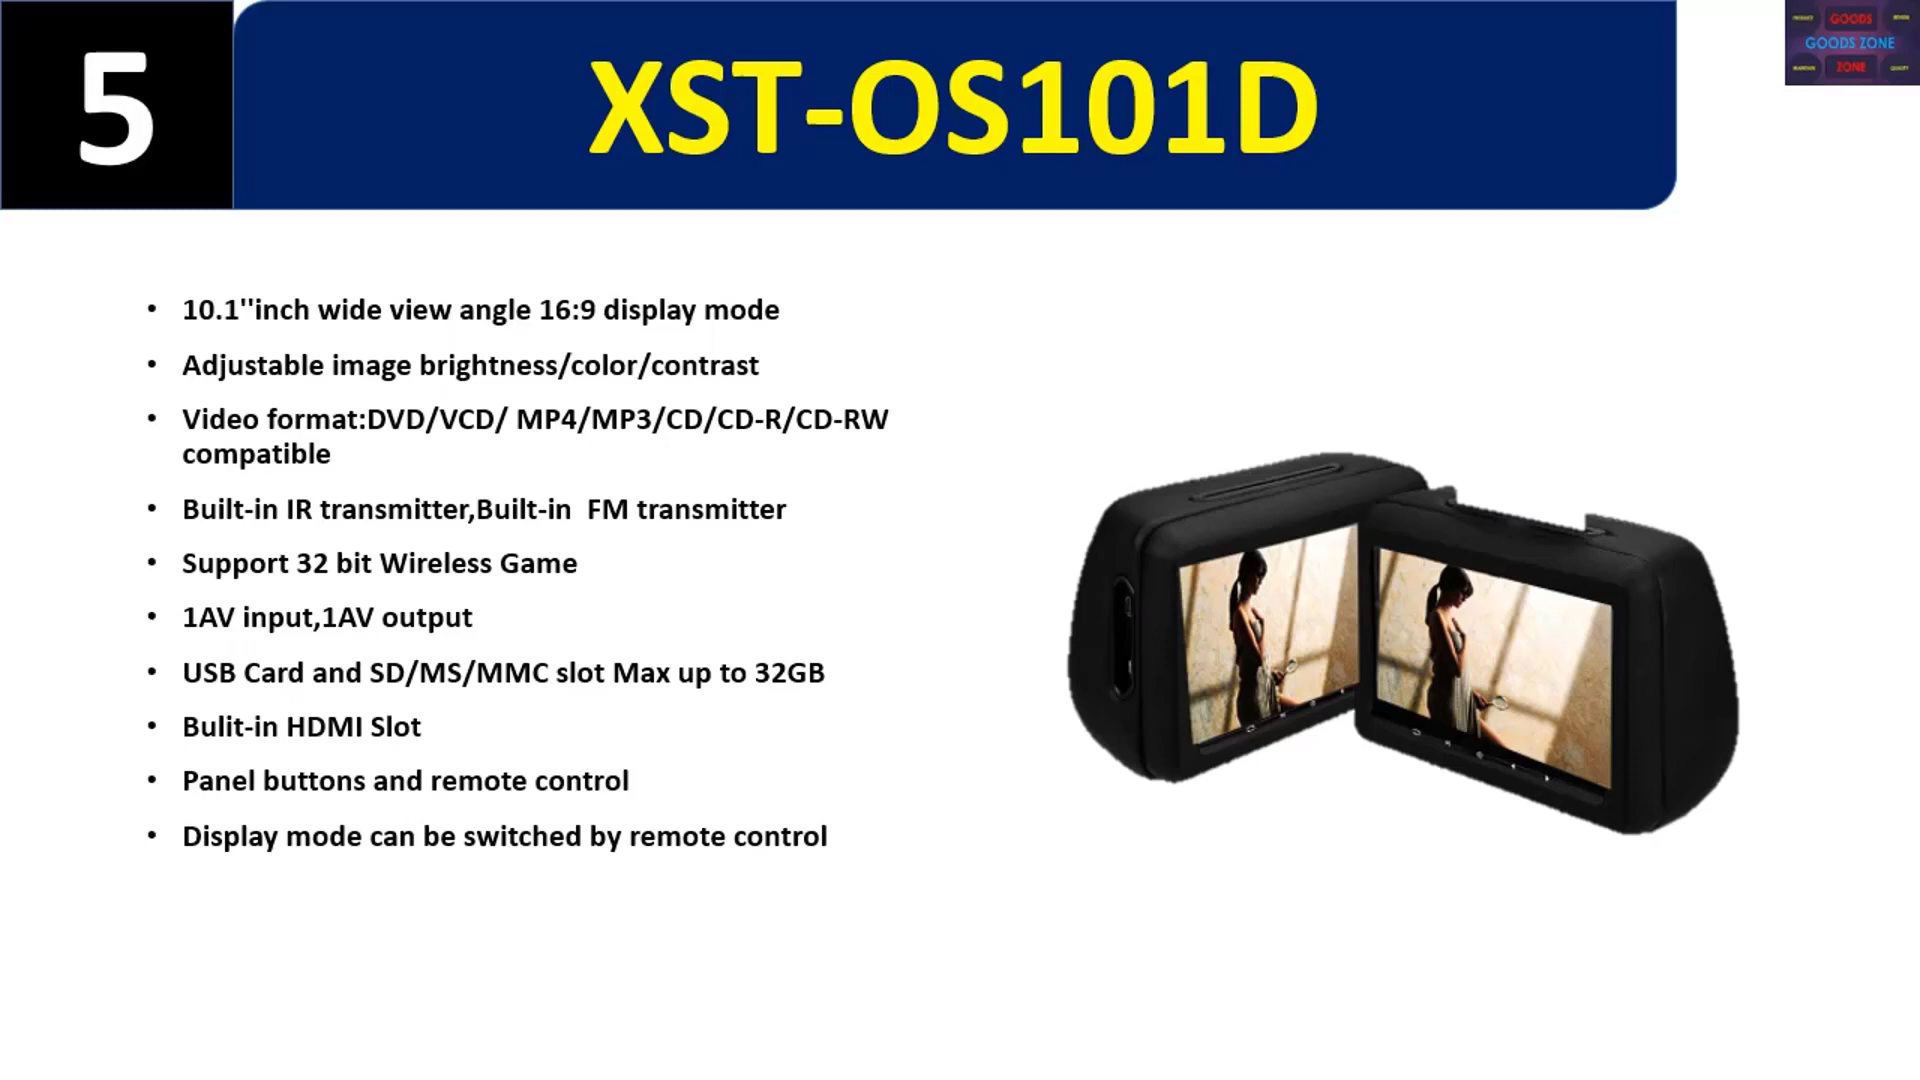 5
XST-OS101D
PRODUCT
GOODS
REVIEW
GOODS ZONE
ZONE
QUALITY
• 10.1''inch wide view angle 16:9 display mode
• Adjustable image brightness/color/contrast
• Video format:DVD/VCD/ MP4/MP3/CD/CD-R/CD-RW
compatible
• Built-in IR transmitter,Built-in  FM transmitter
• Support 32 bit Wireless Game
• 1AV input,1AV output
• USB Card and SD/MS/MMC slot Max up to 32GB
• Bulit-in HDMI Slot
• Panel buttons and remote control
• Display mode can be switched by remote control